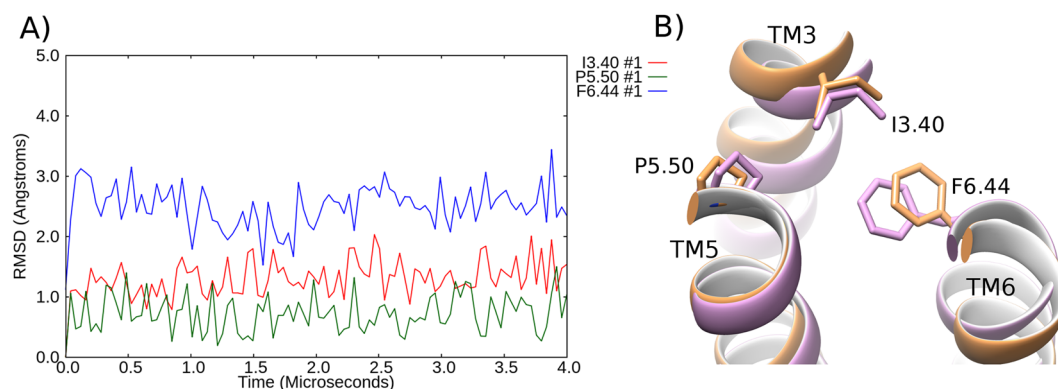 A)
RMSD (Angstroms)
5.0
4.0
3.0
2.0
1.0
0.0
0.0 0.5 1.0 1.5 2.0 2.5 3.0 3.5 4.0
Time (Microseconds)
I3.40 #1
P5.50 #1
F6.44 #1
B)
TM3
I3.40
P5.50
F6.44
TM5
TM6